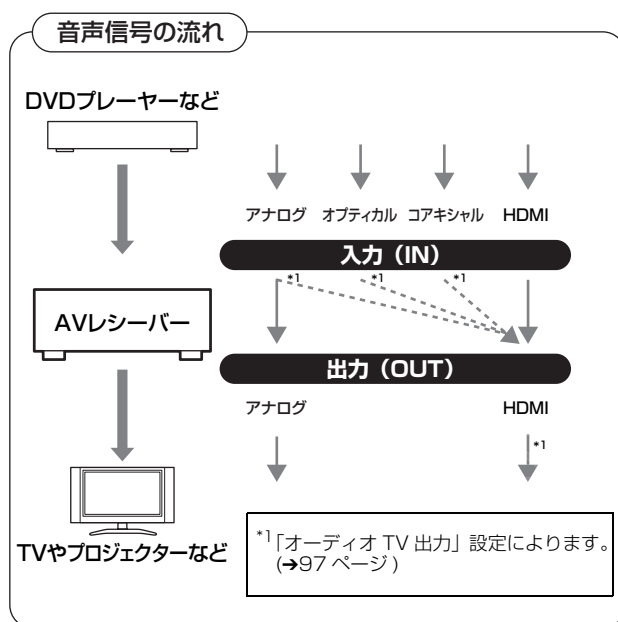 音声信号の流れ
DVDプレーヤーなど
アナログ オプティカル コアキシャル HDMI
入力（IN）
*1 *1 *1
AVレシーバー
出力（OUT）
アナログ HDMI
*1
TVやプロジェクターなど
*1「オーディオ TV 出力」設定によります。
(➔97 ページ )